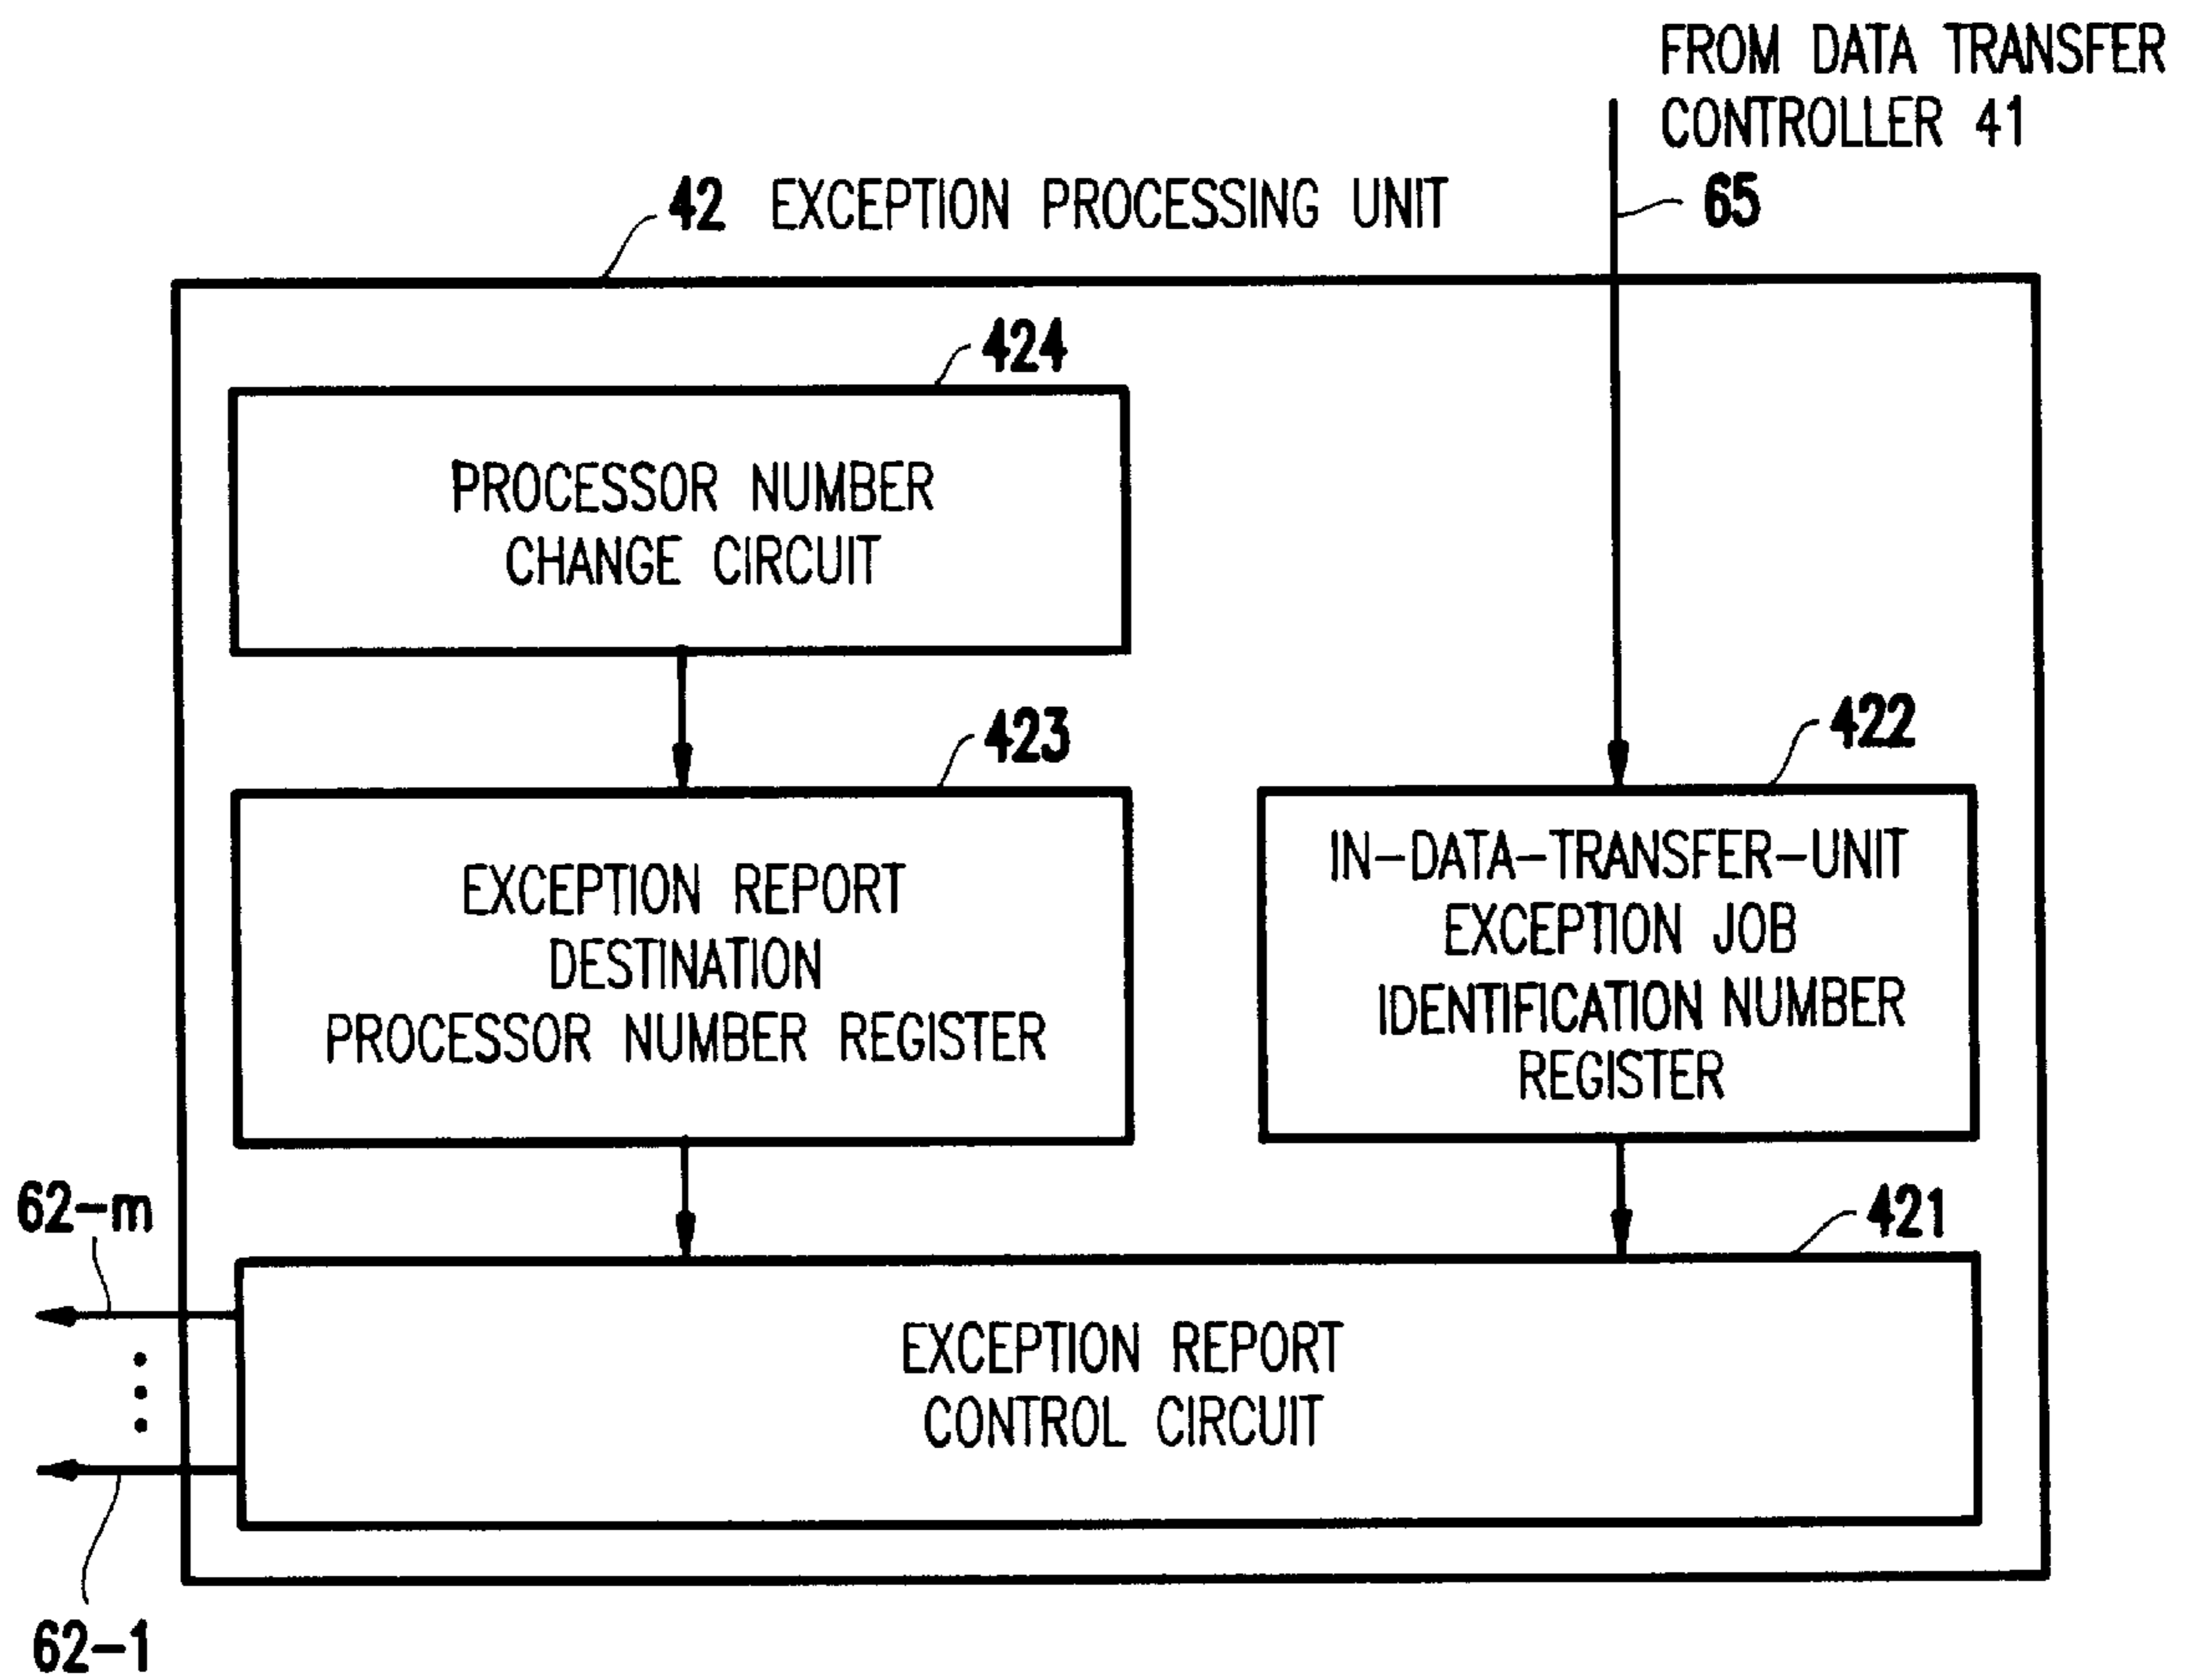 FROM DATA TRANSFER
CONTROLLER 41
65
42 EXCEPTION PROCESSING UNIT
424
PROCESSOR NUMBER
CHANGE CIRCUIT
423
EXCEPTION REPORT
DESTINATION
PROCESSOR NUMBER REGISTER
422
IN-DATA-TRANSFER-UNIT
EXCEPTION JOB
IDENTIFICATION NUMBER
REGISTER
421
EXCEPTION REPORT
CONTROL CIRCUIT
62-m
62-1